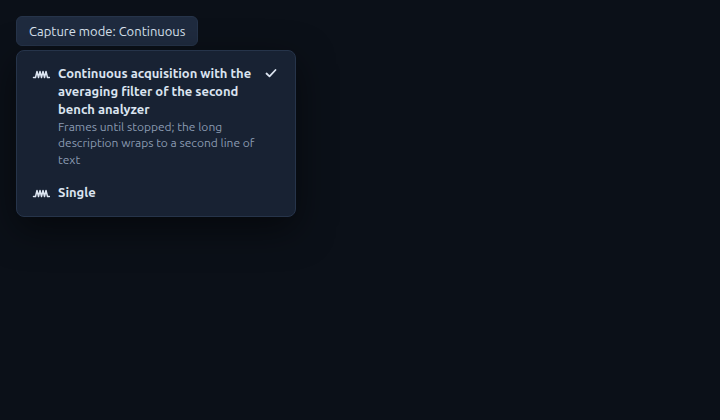 Capture mode: Continuous
Continuous acquisition with the
averaging filter of the second
bench analyzer
Frames until stopped; the long
description wraps to a second line of
text
Single